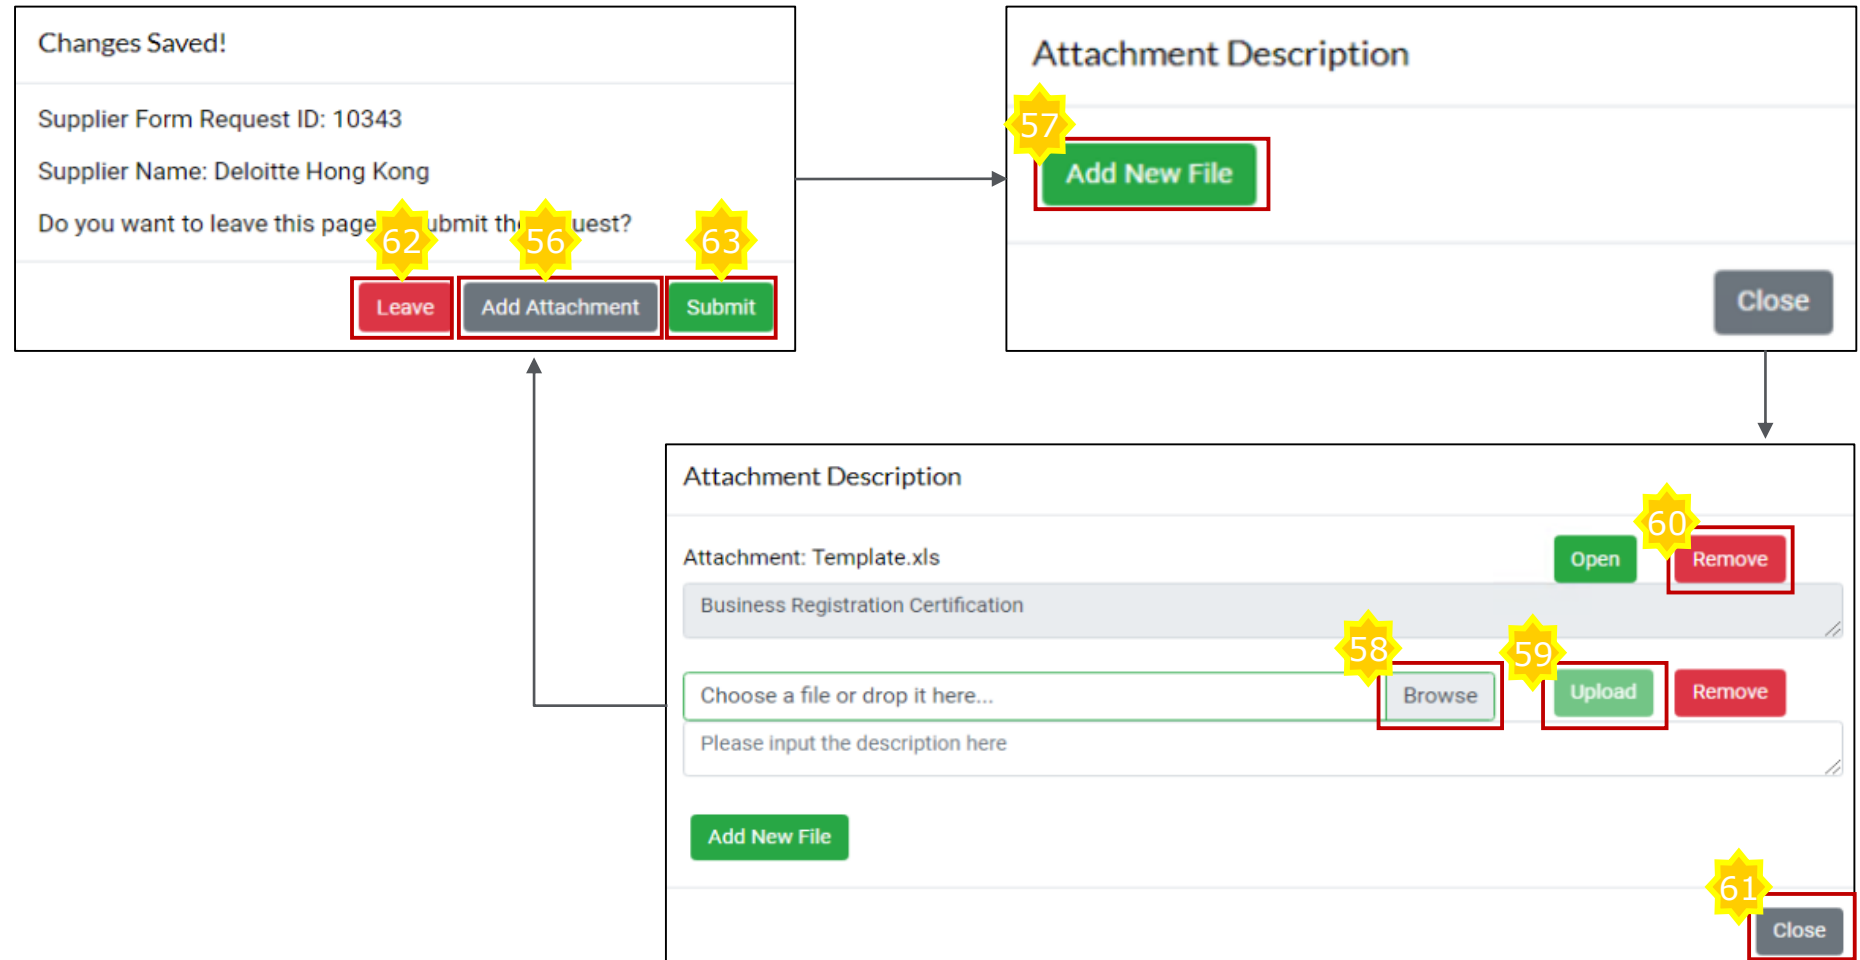 Changes Saved!
Supplier Form Request ID: 10343
Supplier Name: Deloitte Hong Kong
Do you want to leave this page ubmit th uest?
62
56
63
Leave
Add Attachment
Submit
Attachment Description
57
Add New File
Close
Attachment Description
60
Attachment: Template.xls
Open
Remove
Business Registration Certification
58
59
Choose a file or drop it here...
Browse
Upload
Remove
Please input the description here
Add New File
61
Close